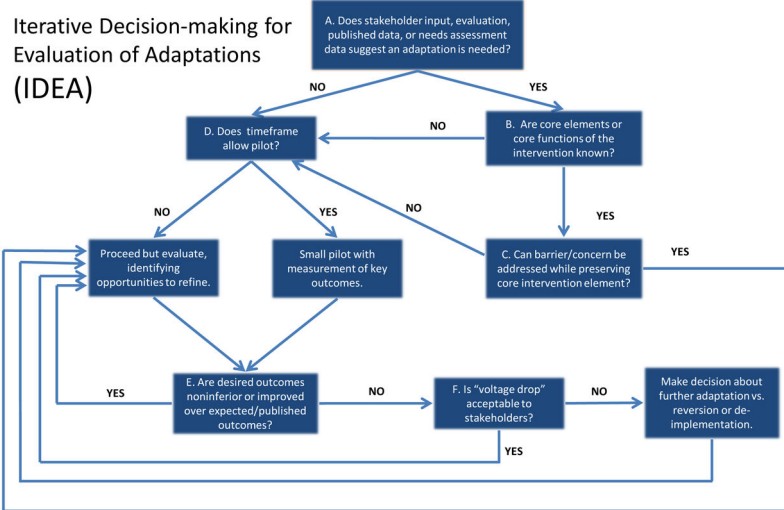 Iterative Decision-making for
Evaluation of Adaptations
(IDEA)
A. Does stakeholder input, evaluation,
published data, or needs assessment
data suggest an adaptation is needed?
NO
YES
D. Does timeframe
allow pilot?
NO
B. Are core elements or
core functions of the
intervention known?
NO
YES
NO
YES
Proceed but evaluate,
identifying
opportunities to refine.
Small pilot with
measurement of key
outcomes.
C. Can barrier/concern be
addressed while preserving
core intervention element?
YES
YES
E. Are desired outcomes
noninferior or improved
over expected/published
outcomes?
NO
F. Is “voltage drop”
acceptable to
stakeholders?
NO
Make decision about
further adaptation vs.
reversion or de-
implementation.
YES